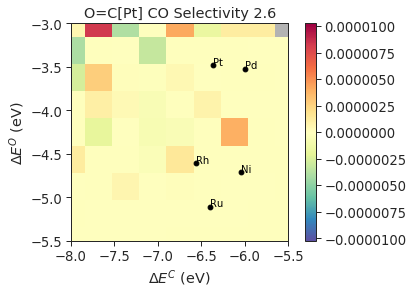 O=C[Pt] CO Selectivity 2.6
−3.0
−3.5
−4.0
−4.5
−5.0
−5.5
ΔE^O (eV)
Pt
Pd
Rh
Ni
Ru
−8.0 −7.5 −7.0 −6.5 −6.0 −5.5
ΔE^C (eV)
0.0000100
0.0000075
0.0000050
0.0000025
0.0000000
−0.0000025
−0.0000050
−0.0000075
−0.0000100